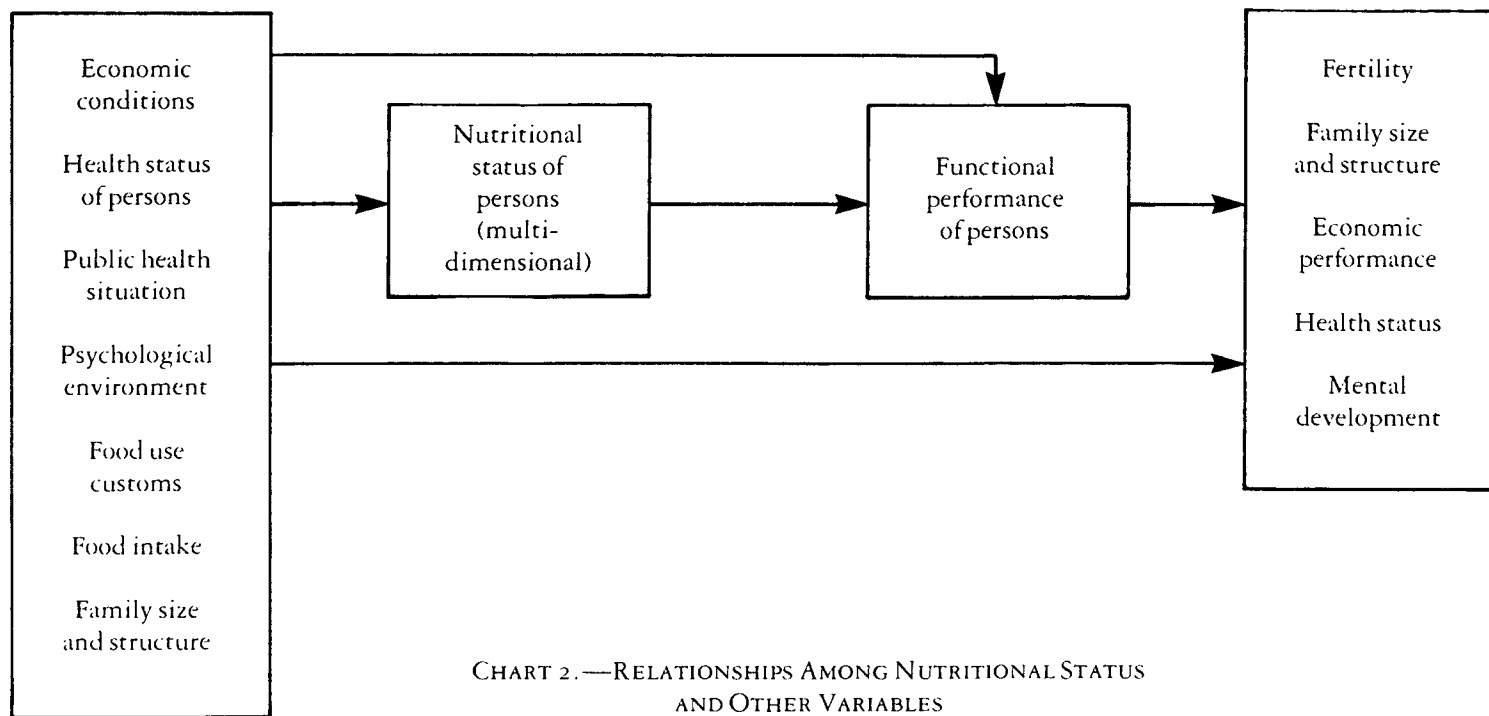 Economic
conditions
Health status
of persons
Public health
situation
Psychological
environment
Food use
customs
Food intake
Family size
and structure
Nutritional
status of
persons
(multi-
dimensional)
Functional
performance
of persons
Fertility
Family size
and structure
Economic
performance
Health status
Mental
development
CHART 2.—RELATIONSHIPS AMONG NUTRITIONAL STATUS
AND OTHER VARIABLES